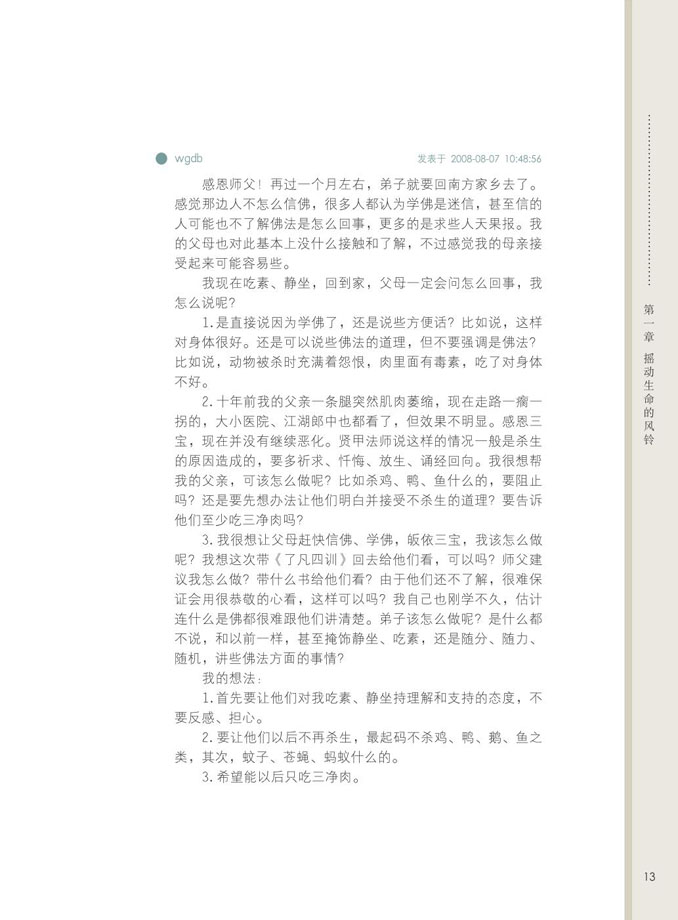 wgdb 发表于 2008-08-07 10:48:56
感恩师父！再过一个月左右，弟子就要回南方家乡去了。
感觉那边人不怎么信佛，很多人都认为学佛是迷信，甚至信的
人可能也不了解佛法是怎么回事，更多的是求些人天果报。我
的父母也对此基本上没什么接触和了解，不过感觉我的母亲接
受起来可能容易些。
我现在吃素、静坐，回到家，父母一定会问怎么回事，我
怎么说呢？
1.是直接说因为学佛了，还是说些方便话？比如说，这样
对身体很好。还是可以说些佛法的道理，但不要强调是佛法？
比如说，动物被杀时充满着怨恨，肉里面有毒素，吃了对身体
不好。
2.十年前我的父亲一条腿突然肌肉萎缩，现在走路一瘸一
拐的，大小医院、江湖郎中也都看了，但效果不明显。感恩三
宝，现在并没有继续恶化。贤甲法师说这样的情况一般是杀生
的原因造成的，要多祈求、忏悔、放生、诵经回向。我很想帮
我的父亲，可该怎么做呢？比如杀鸡、鸭、鱼什么的，要阻止
吗？还是要先想办法让他们明白并接受不杀生的道理？要告诉
他们至少吃三净肉吗？
3.我很想让父母赶快信佛、学佛，皈依三宝，我该怎么做
呢？我想这次带《了凡四训》回去给他们看，可以吗？师父建
议我怎么做？带什么书给他们看？由于他们还不了解，很难保
证会用很恭敬的心看，这样可以吗？我自己也刚学不久，估计
连什么是佛都很难跟他们讲清楚。弟子该怎么做呢？是什么都
不说，和以前一样，甚至掩饰静坐、吃素，还是随分、随力、
随机，讲些佛法方面的事情？
我的想法：
1.首先要让他们对我吃素、静坐持理解和支持的态度，不
要反感、担心。
2.要让他们以后不再杀生，最起码不杀鸡、鸭、鹅、鱼之
类，其次，蚊子、苍蝇、蚂蚁什么的。
3.希望能以后只吃三净肉。
第一章 摇动生命的风铃
13